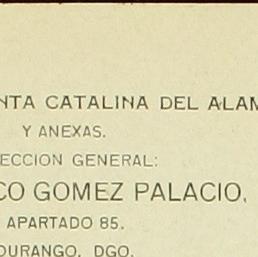 NTA CATALINA DEL ALAM
Y ANEXAS.
ECCION GENERAL:
CO GOMEZ PALACIO,
APARTADO 85.
DURANGO, DGO.